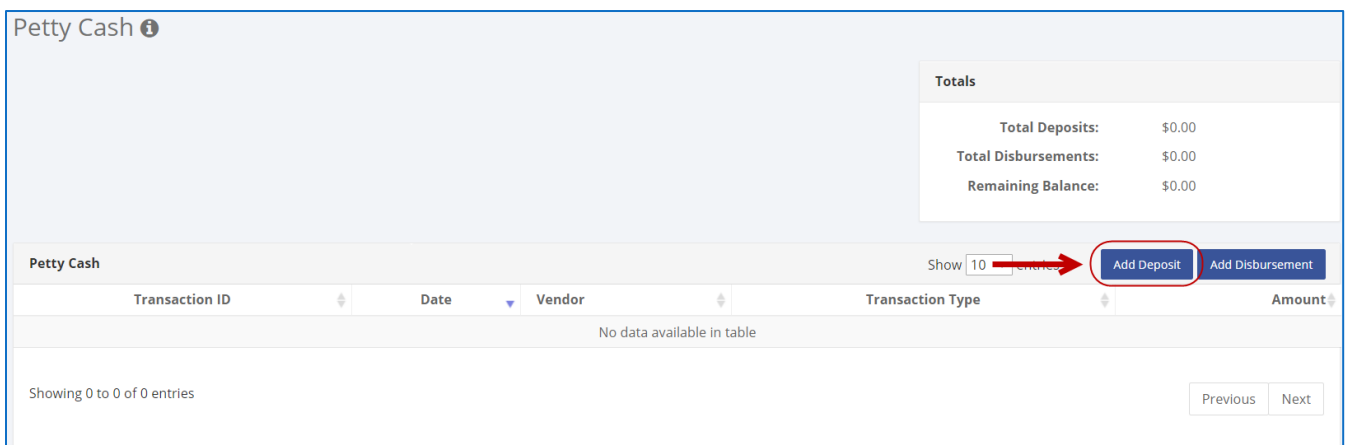 Petty Cash
Totals
Total Deposits: $0.00
Total Disbursements: $0.00
Remaining Balance: $0.00
Petty Cash Show 10 entries Add Deposit Add Disbursement
Transaction ID Date Vendor Transaction Type Amount
No data available in table
Showing 0 to 0 of 0 entries Previous Next